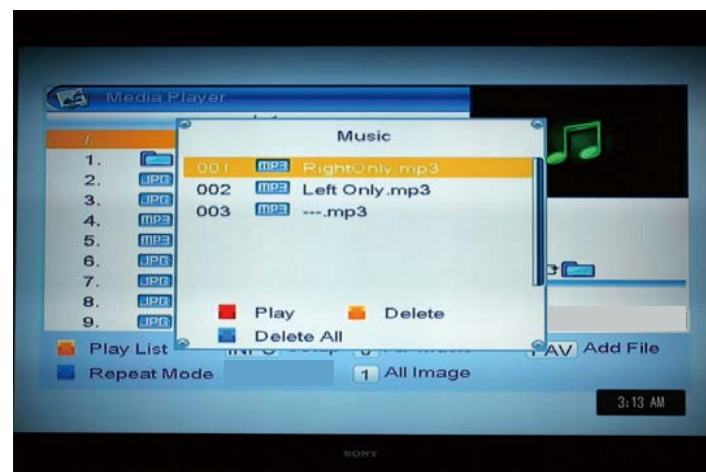 Media Player
Music
001 MP3 RightOnly.mp3
002 MP3 Left Only.mp3
003 MP3 ---.mp3
Play Delete
Delete All
1.
2. JPG
3. JPG
4. MP3
5. MP3
6. JPG
7. JPG
8. JPG
9. JPG
Play List INFO FAV Add File
Repeat Mode 1 All Image
3:13 AM
SONY